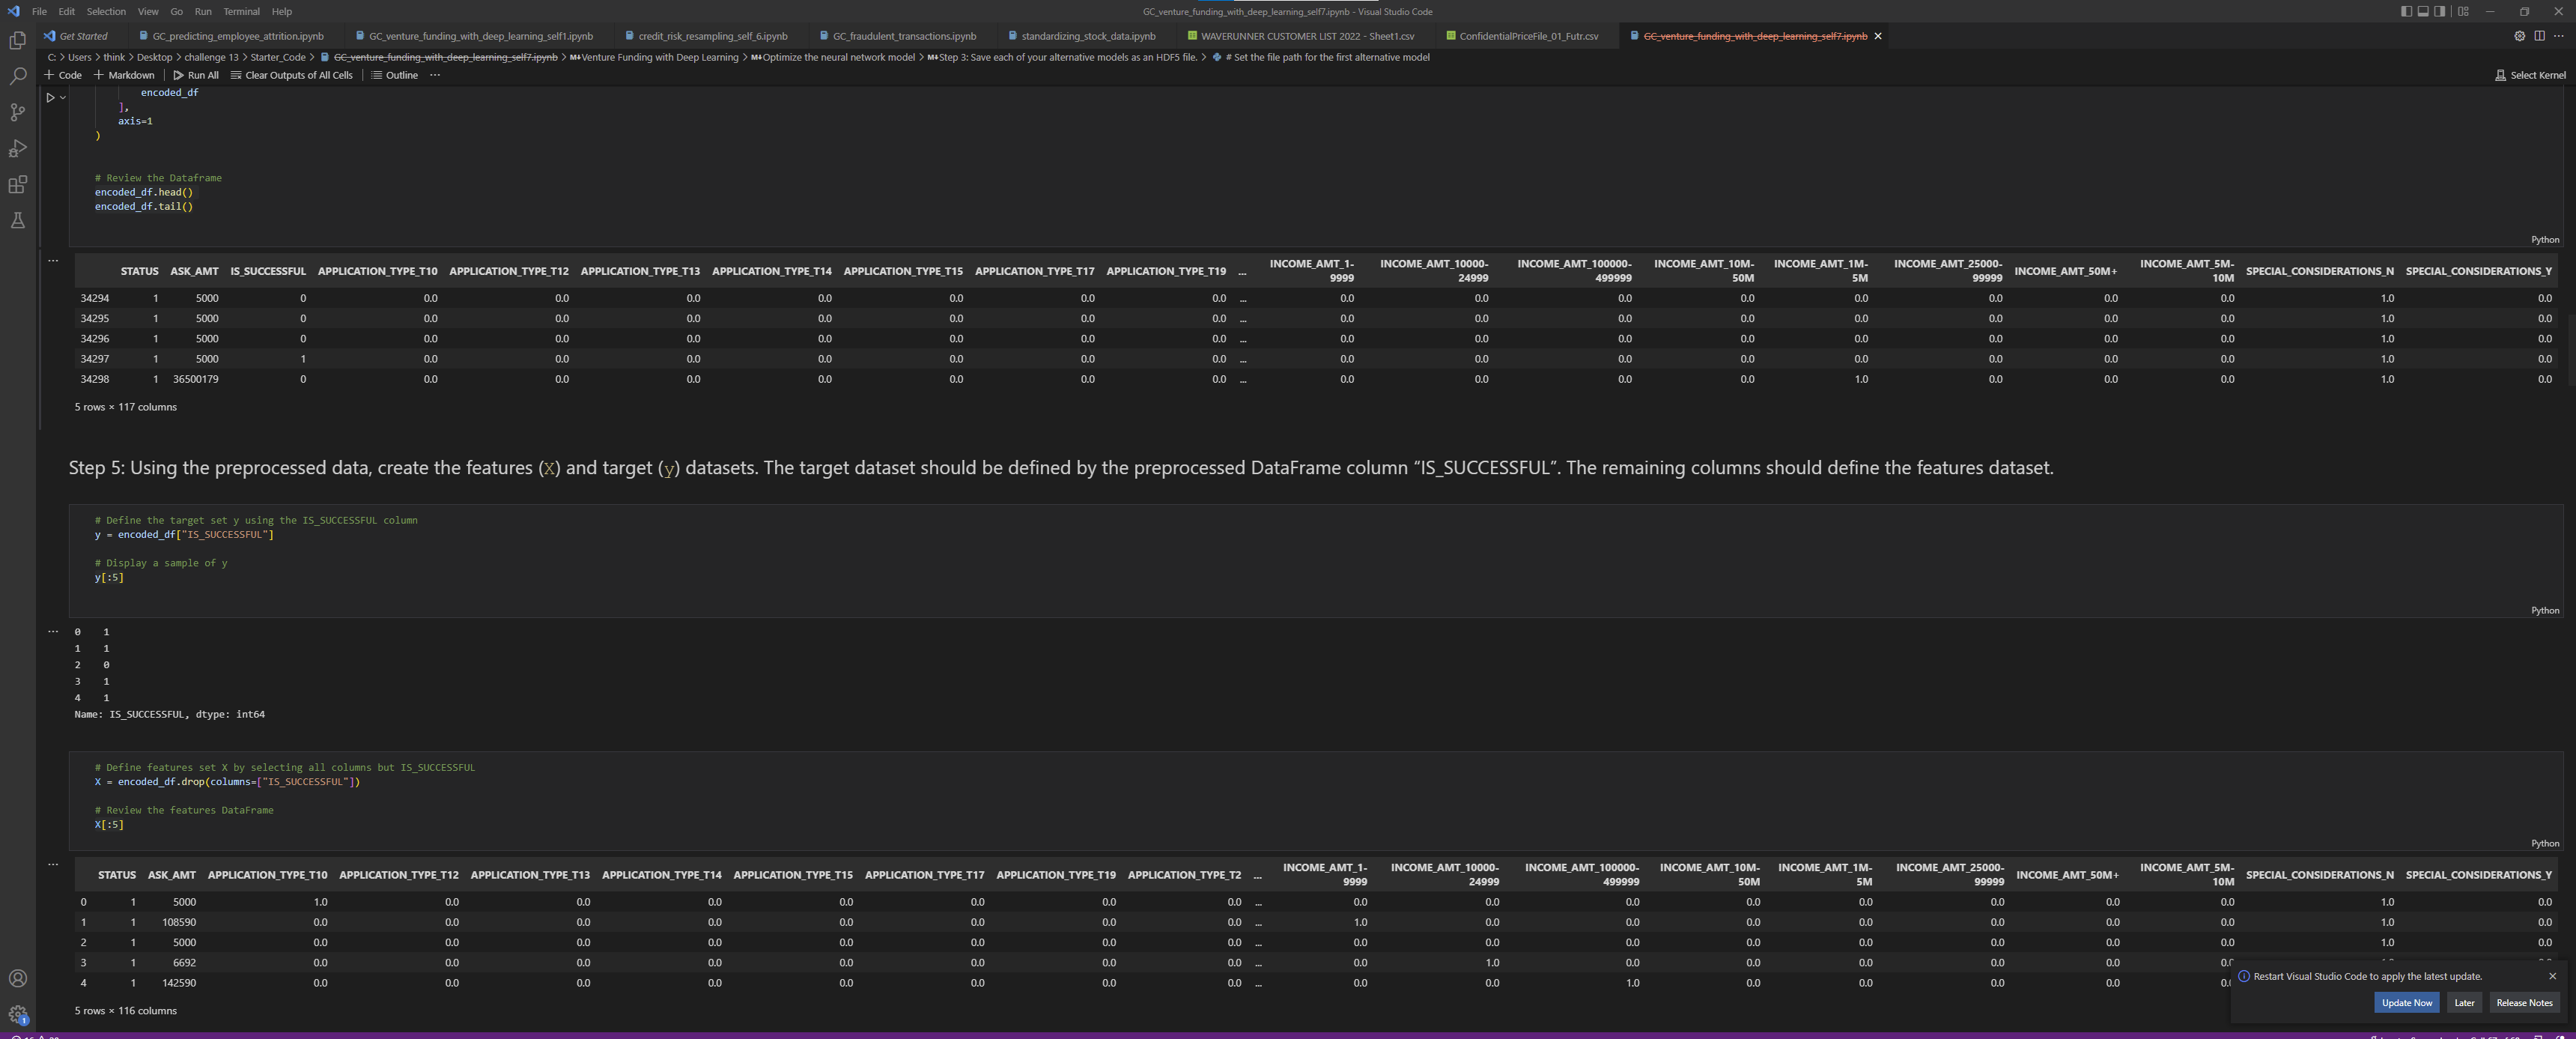 File Edit Selection View Go Run Terminal Help
GC_venture_funding_with_deep_learning_self7.ipynb - Visual Studio Code
Get Started GC_predicting_employee_attrition.ipynb GC_venture_funding_with_deep_learning_self1.ipynb credit_risk_resampling_self_6.ipynb GC_fraudulent_transactions.ipynb standardizing_stock_data.ipynb WAVERUNNER CUSTOMER LIST 2022 - Sheet1.csv ConfidentialPriceFile_01_Futr.csv GC_venture_funding_with_deep_learning_self7.ipynb
C: > Users > think > Desktop > challenge 13 > Starter_Code > GC_venture_funding_with_deep_learning_self7.ipynb > M↓Venture Funding with Deep Learning > M↓Optimize the neural network model > M↓Step 3: Save each of your alternative models as an HDF5 file. > # Set the file path for the first alternative model
+ Code + Markdown Run All Clear Outputs of All Cells Outline ... Select Kernel
encoded_df
],
axis=1
)
# Review the Dataframe
encoded_df.head()
encoded_df.tail()
Python
STATUS ASK_AMT IS_SUCCESSFUL APPLICATION_TYPE_T10 APPLICATION_TYPE_T12 APPLICATION_TYPE_T13 APPLICATION_TYPE_T14 APPLICATION_TYPE_T15 APPLICATION_TYPE_T17 APPLICATION_TYPE_T19 ... INCOME_AMT_1-9999 INCOME_AMT_10000-24999 INCOME_AMT_100000-499999 INCOME_AMT_10M-50M INCOME_AMT_1M-5M INCOME_AMT_25000-99999 INCOME_AMT_50M+ INCOME_AMT_5M-10M SPECIAL_CONSIDERATIONS_N SPECIAL_CONSIDERATIONS_Y
34294 1 5000 0 0.0 0.0 0.0 0.0 0.0 0.0 0.0 ... 0.0 0.0 0.0 0.0 0.0 0.0 0.0 0.0 1.0 0.0
34295 1 5000 0 0.0 0.0 0.0 0.0 0.0 0.0 0.0 ... 0.0 0.0 0.0 0.0 0.0 0.0 0.0 0.0 1.0 0.0
34296 1 5000 0 0.0 0.0 0.0 0.0 0.0 0.0 0.0 ... 0.0 0.0 0.0 0.0 0.0 0.0 0.0 0.0 1.0 0.0
34297 1 5000 1 0.0 0.0 0.0 0.0 0.0 0.0 0.0 ... 0.0 0.0 0.0 0.0 0.0 0.0 0.0 0.0 1.0 0.0
34298 1 36500179 0 0.0 0.0 0.0 0.0 0.0 0.0 0.0 ... 0.0 0.0 0.0 0.0 1.0 0.0 0.0 0.0 1.0 0.0
5 rows × 117 columns
Step 5: Using the preprocessed data, create the features (X) and target (y) datasets. The target dataset should be defined by the preprocessed DataFrame column “IS_SUCCESSFUL”. The remaining columns should define the features dataset.
# Define the target set y using the IS_SUCCESSFUL column
y = encoded_df["IS_SUCCESSFUL"]
# Display a sample of y
y[:5]
Python
0 1
1 1
2 0
3 1
4 1
Name: IS_SUCCESSFUL, dtype: int64
# Define features set X by selecting all columns but IS_SUCCESSFUL
X = encoded_df.drop(columns=["IS_SUCCESSFUL"])
# Review the features DataFrame
X[:5]
Python
STATUS ASK_AMT APPLICATION_TYPE_T10 APPLICATION_TYPE_T12 APPLICATION_TYPE_T13 APPLICATION_TYPE_T14 APPLICATION_TYPE_T15 APPLICATION_TYPE_T17 APPLICATION_TYPE_T19 APPLICATION_TYPE_T2 ... INCOME_AMT_1-9999 INCOME_AMT_10000-24999 INCOME_AMT_100000-499999 INCOME_AMT_10M-50M INCOME_AMT_1M-5M INCOME_AMT_25000-99999 INCOME_AMT_50M+ INCOME_AMT_5M-10M SPECIAL_CONSIDERATIONS_N SPECIAL_CONSIDERATIONS_Y
0 1 5000 1.0 0.0 0.0 0.0 0.0 0.0 0.0 0.0 ... 0.0 0.0 0.0 0.0 0.0 0.0 0.0 0.0 1.0 0.0
1 1 108590 0.0 0.0 0.0 0.0 0.0 0.0 0.0 0.0 ... 1.0 0.0 0.0 0.0 0.0 0.0 0.0 0.0 1.0 0.0
2 1 5000 0.0 0.0 0.0 0.0 0.0 0.0 0.0 0.0 ... 0.0 0.0 0.0 0.0 0.0 0.0 0.0 0.0 1.0 0.0
3 1 6692 0.0 0.0 0.0 0.0 0.0 0.0 0.0 0.0 ... 0.0 1.0 0.0 0.0 0.0 0.0 0.0 0.0
4 1 142590 0.0 0.0 0.0 0.0 0.0 0.0 0.0 0.0 ... 0.0 0.0 1.0 0.0 0.0 0.0 0.0 0.0
5 rows × 116 columns
Restart Visual Studio Code to apply the latest update.
Update Now Later Release Notes
1